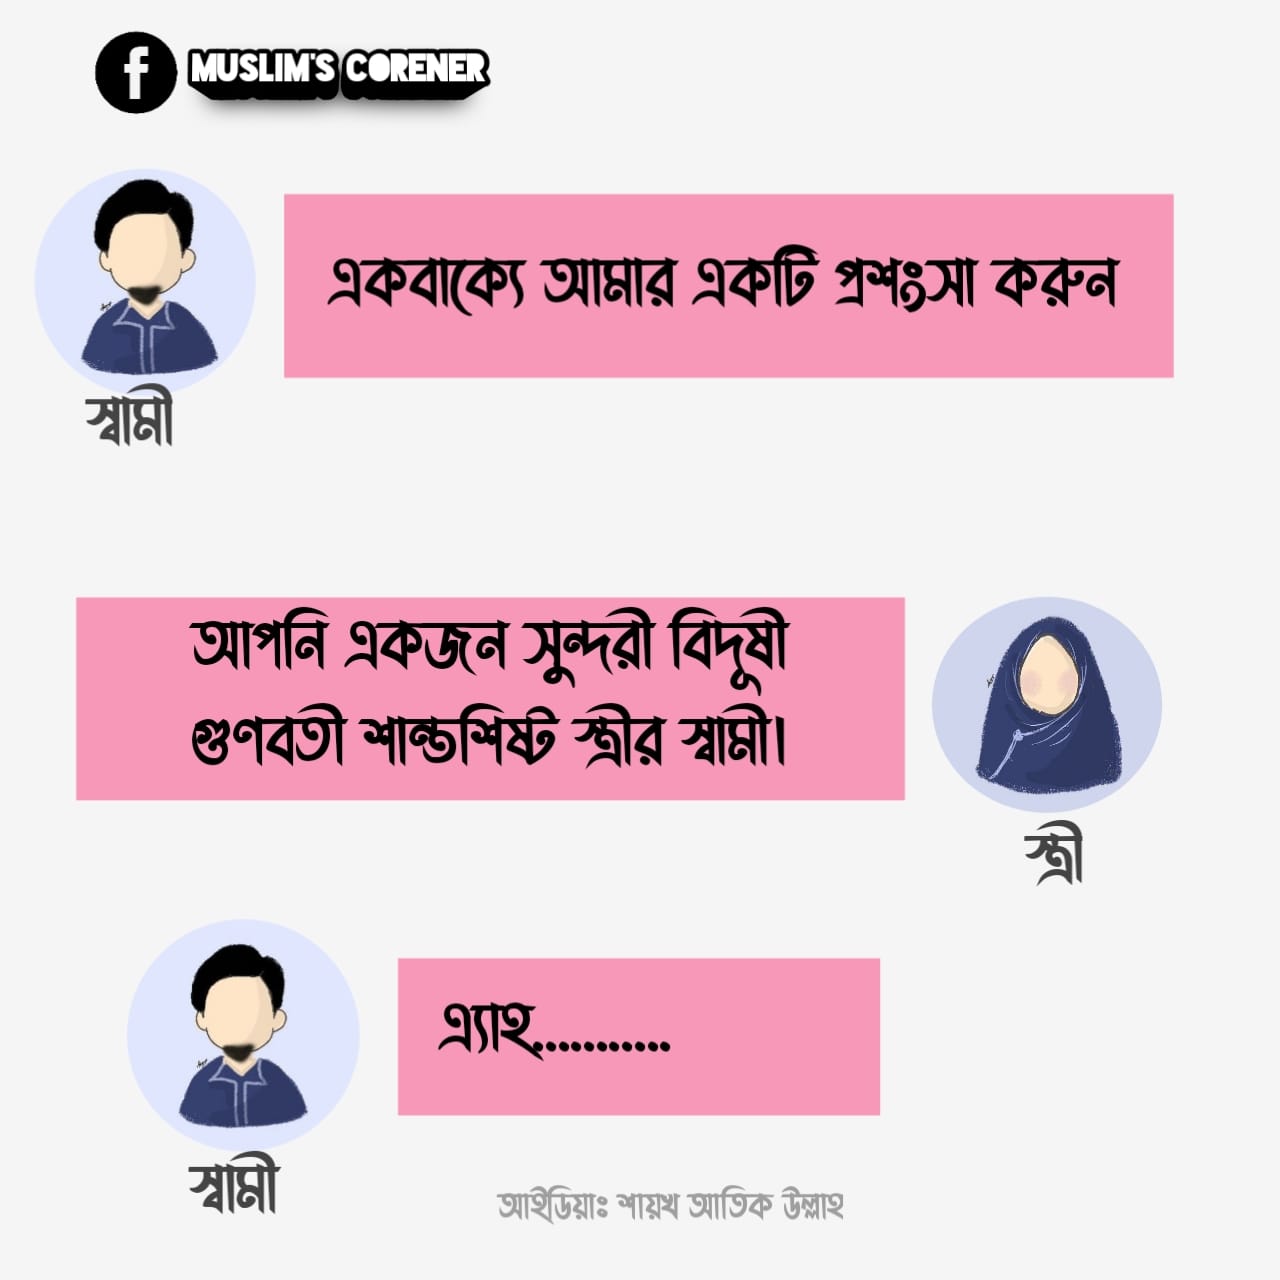 f MUSLIM'S CORENER
একবাক্যে আমার একটি প্রশংসা করুন
স্বামী
আপনি একজন সুন্দরী বিদূষী
গুণবতী শান্তশিষ্ট স্ত্রীর স্বামী।
স্ত্রী
এ্যাহ...........
স্বামী
আইডিয়াঃ শায়খ আতিক উল্লাহ